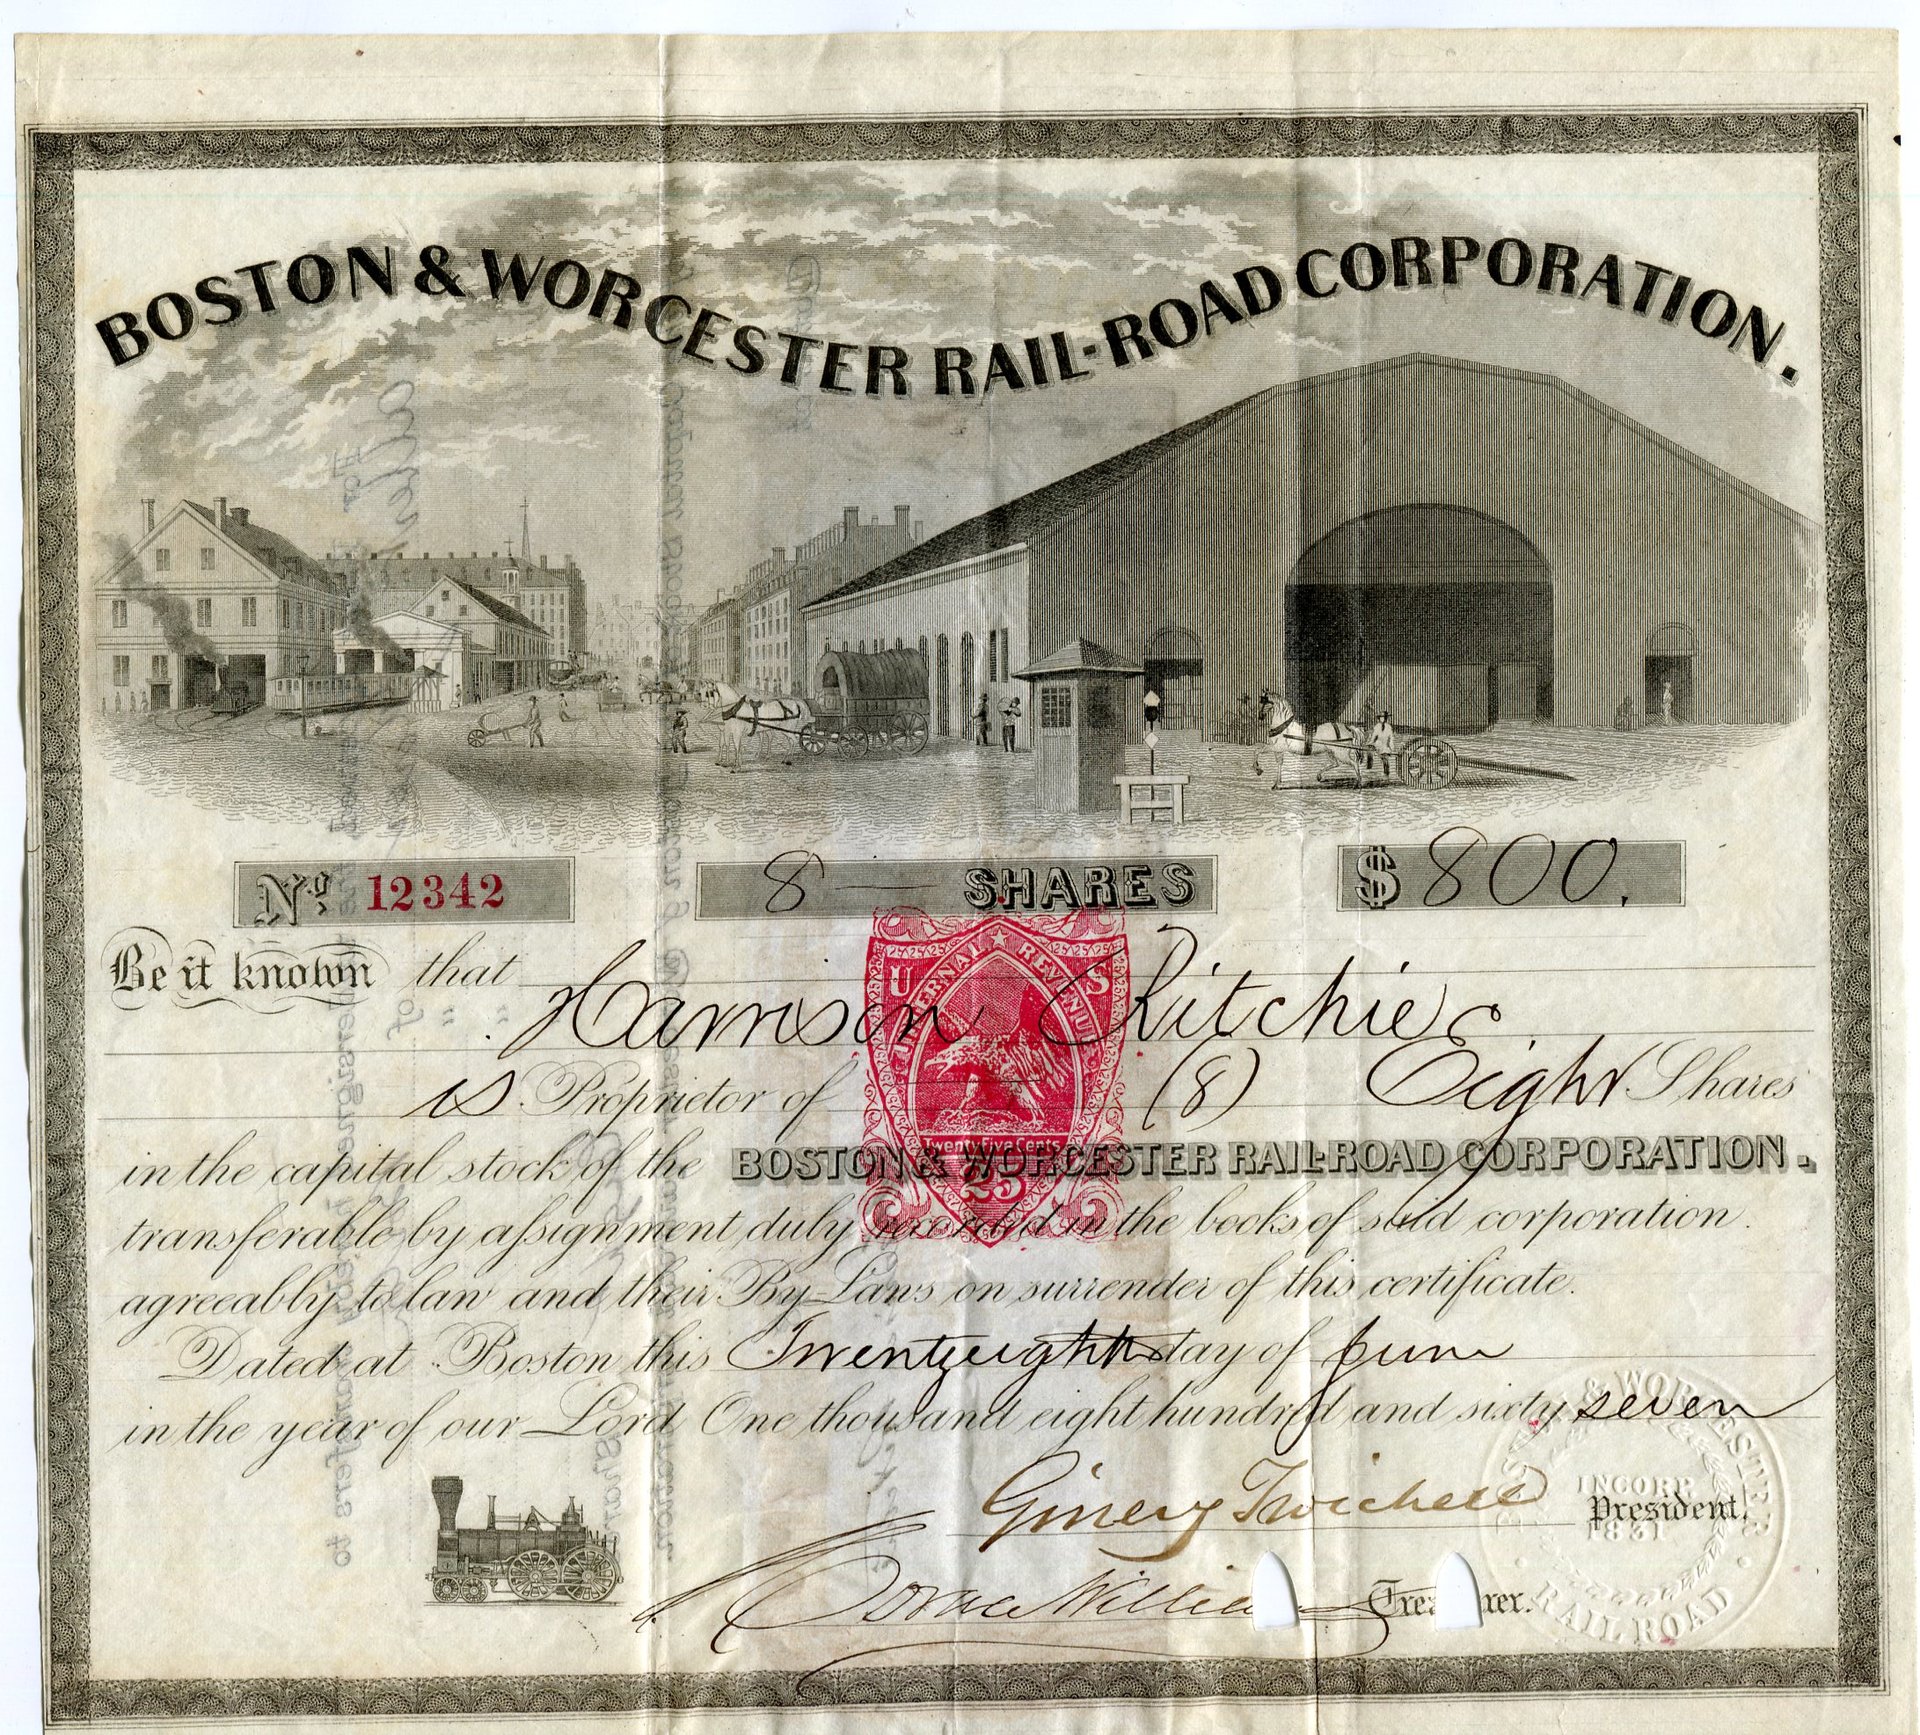 BOSTON & WORCESTER RAIL-ROAD CORPORATION.
No. 12342
8 SHARES
$ 800.
Be it known that
Harrison Ritchie
is Proprietor of (8) Eight Shares
in the capital stock of the BOSTON & WORCESTER RAIL-ROAD CORPORATION.
transferable by assignment, duly recorded in the books of said corporation.
agreeably to law and their By-Laws on surrender of this certificate.
Dated at Boston this Twentyeighth day of June
in the year of our Lord One thousand eight hundred and sixty seven
Ginery Twichell President.
Williams Treasurer.
U S
INTERNAL REVENUE
Twenty Five Cents
25
BOSTON & WORCESTER
INCORP.
1831
RAIL ROAD